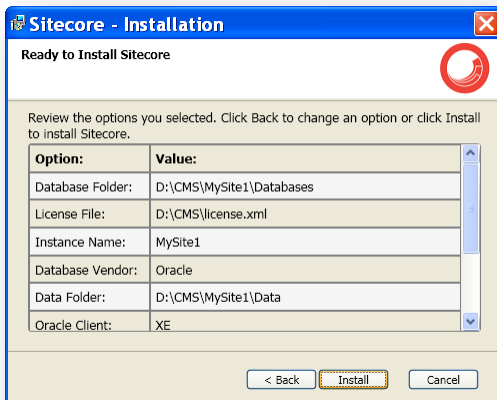 Sitecore - Installation
Ready to Install Sitecore
Review the options you selected. Click Back to change an option or click Install
to install Sitecore.
Option: Value:
Database Folder: D:\CMS\MySite1\Databases
License File: D:\CMS\license.xml
Instance Name: MySite1
Database Vendor: Oracle
Data Folder: D:\CMS\MySite1\Data
Oracle Client: XE
< Back Install Cancel